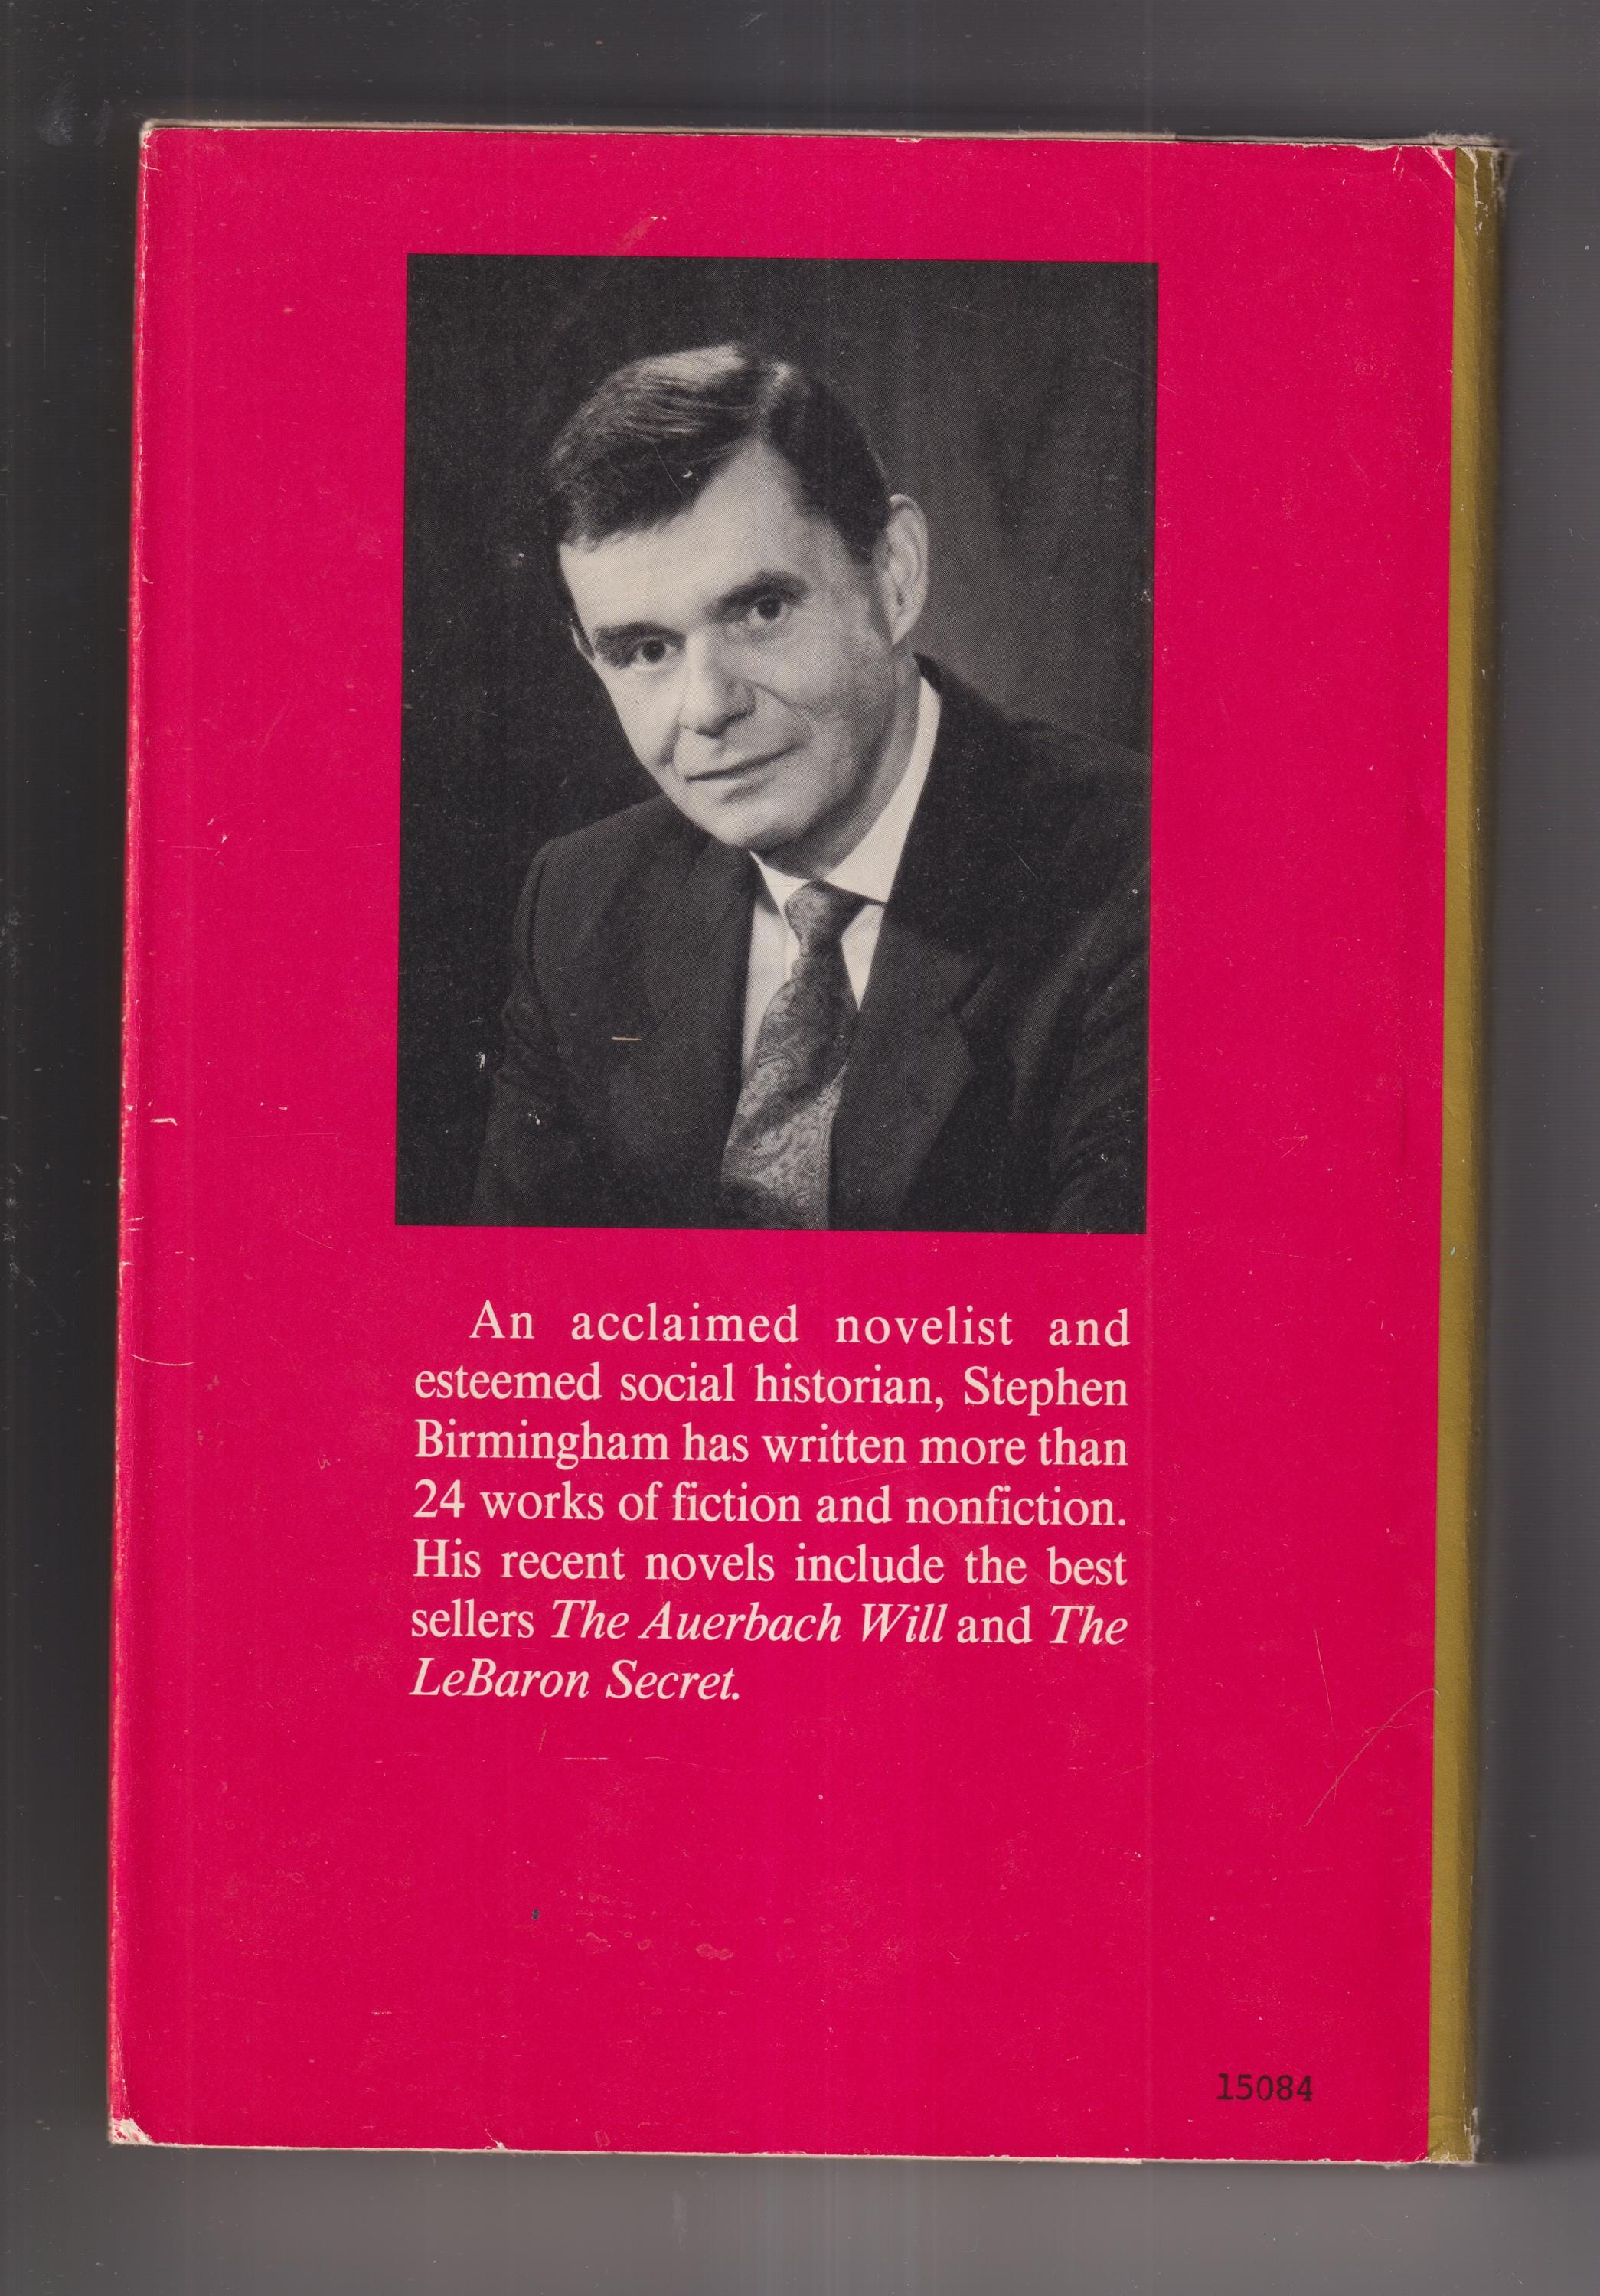 An acclaimed novelist and
esteemed social historian, Stephen
Birmingham has written more than
24 works of fiction and nonfiction.
His recent novels include the best
sellers The Auerbach Will and The
LeBaron Secret.
15084